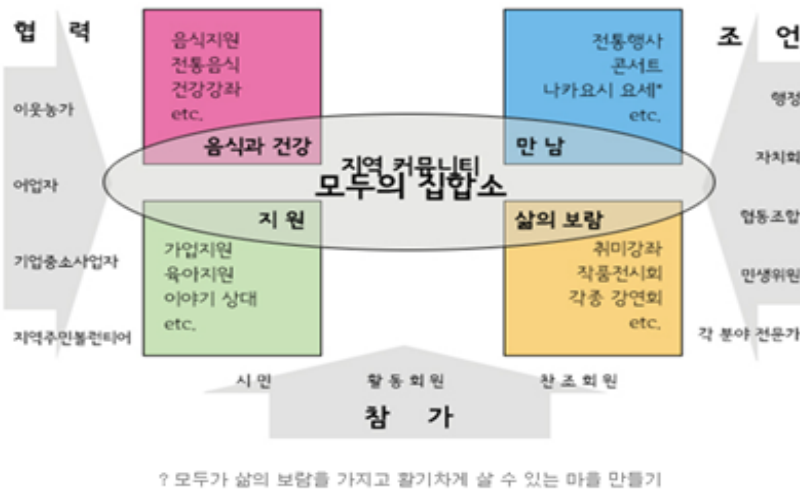 협 력
이웃농가
어업자
기업중소사업자
지역주민볼런티어
음식지원
전통음식
건강강좌
etc.
음식과 건강
전통행사
콘서트
나카요시 요세*
etc.
만 남
지역 커뮤니티
모두의 집합소
지 원
가입지원
육아지원
이야기 상대
etc.
삶의 보람
취미강좌
작품전시회
각종 강연회
etc.
조 언
행정
자치회
협동조합
민생위원
각 분야 전문가
시 민
활 동 회 원
찬 조 회 원
참 가
? 모두가 삶의 보람을 가지고 활기차게 살 수 있는 마을 만들기